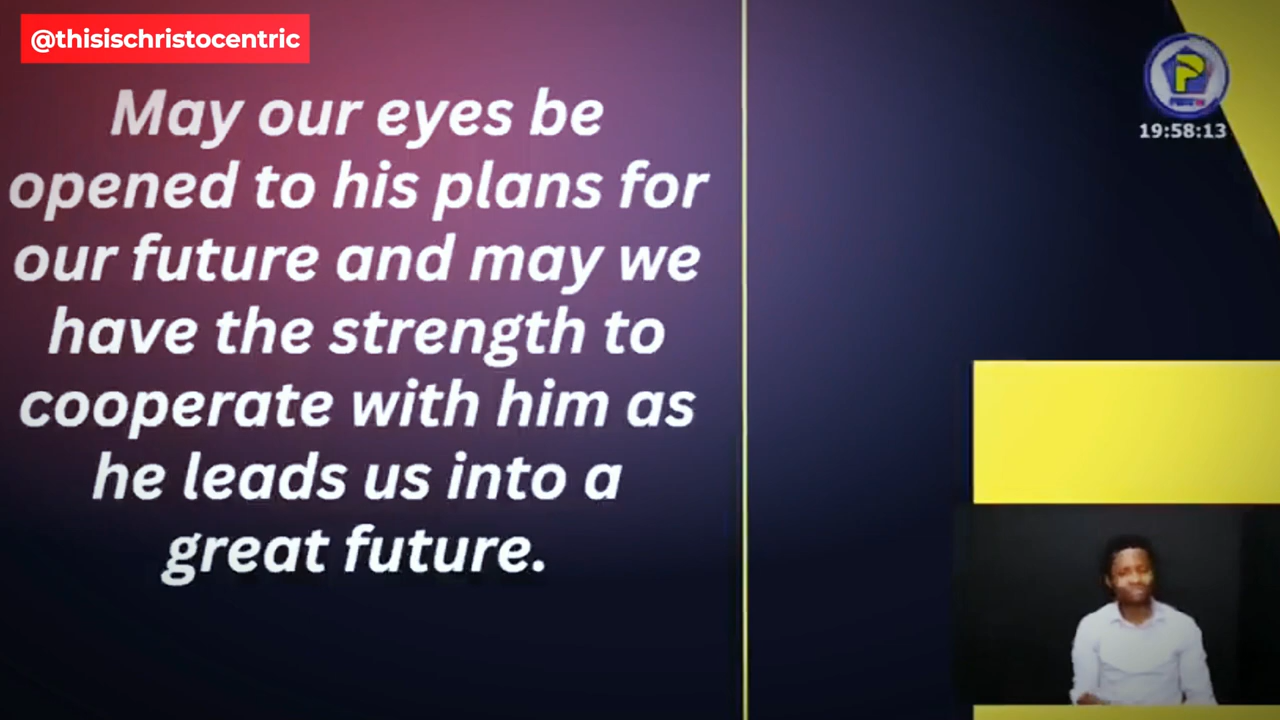 @thisischristocentric
May our eyes be
opened to his plans for
our future and may we
have the strength to
cooperate with him as
he leads us into a
great future.
P
19:58:13